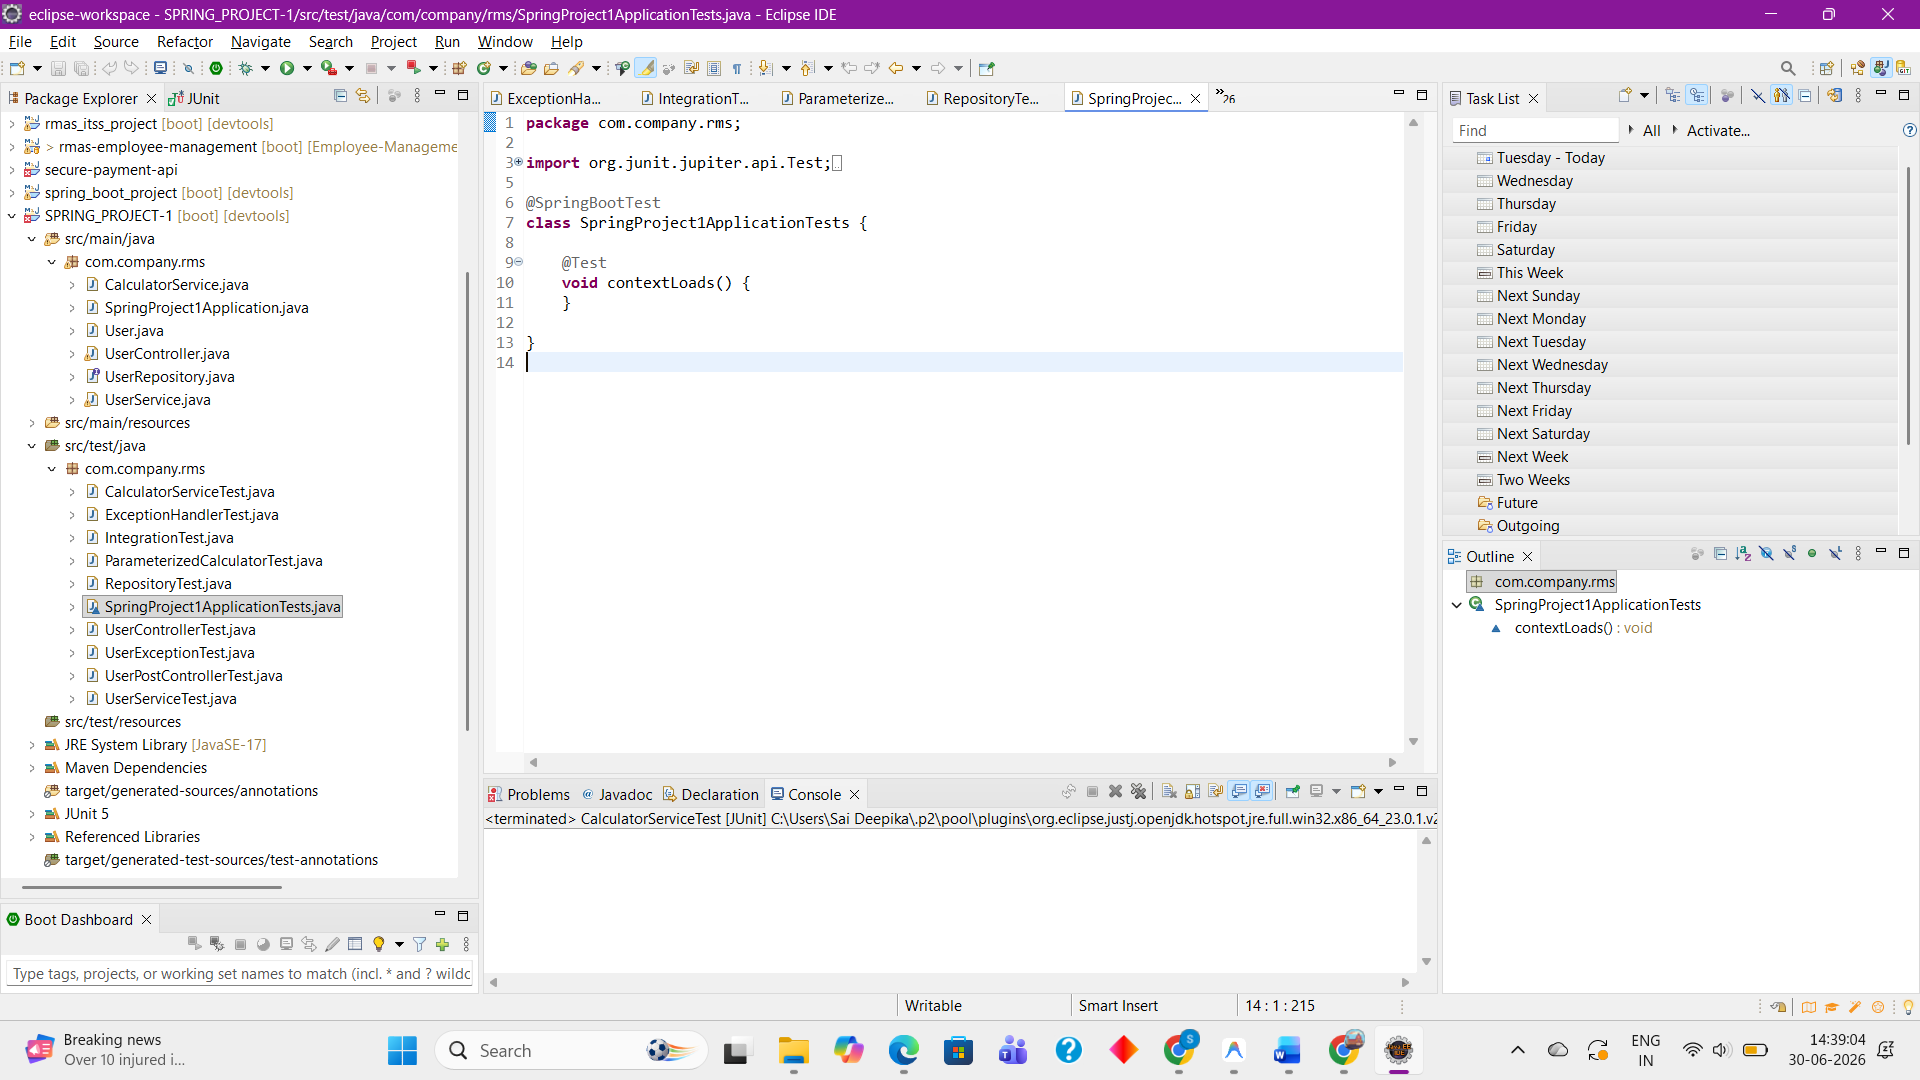 eclipse-workspace - SPRING_PROJECT-1/src/test/java/com/company/rms/SpringProject1ApplicationTests.java - Eclipse IDE
File Edit Source Refactor Navigate Search Project Run Window Help
Package Explorer JUnit
rmas_itss_project [boot] [devtools]
> rmas-employee-management [boot] [Employee-Manageme
secure-payment-api
spring_boot_project [boot] [devtools]
SPRING_PROJECT-1 [boot] [devtools]
src/main/java
com.company.rms
CalculatorService.java
SpringProject1Application.java
User.java
UserController.java
UserRepository.java
UserService.java
src/main/resources
src/test/java
com.company.rms
CalculatorServiceTest.java
ExceptionHandlerTest.java
IntegrationTest.java
ParameterizedCalculatorTest.java
RepositoryTest.java
SpringProject1ApplicationTests.java
UserControllerTest.java
UserExceptionTest.java
UserPostControllerTest.java
UserServiceTest.java
src/test/resources
JRE System Library [JavaSE-17]
Maven Dependencies
target/generated-sources/annotations
JUnit 5
Referenced Libraries
target/generated-test-sources/test-annotations
Boot Dashboard
Type tags, projects, or working set names to match (incl. * and ? wildc
ExceptionHa... IntegrationT... Parameterize... RepositoryTe... SpringProjec... »26
1 package com.company.rms;
2
3 import org.junit.jupiter.api.Test;
5
6 @SpringBootTest
7 class SpringProject1ApplicationTests {
8
9 @Test
10 void contextLoads() {
11 }
12
13 }
14
Problems Javadoc Declaration Console
<terminated> CalculatorServiceTest [JUnit] C:\Users\Sai Deepika\.p2\pool\plugins\org.eclipse.justj.openjdk.hotspot.jre.full.win32.x86_64_23.0.1.v2
Task List
Find All Activate...
Tuesday - Today
Wednesday
Thursday
Friday
Saturday
This Week
Next Sunday
Next Monday
Next Tuesday
Next Wednesday
Next Thursday
Next Friday
Next Saturday
Next Week
Two Weeks
Future
Outgoing
Outline
com.company.rms
SpringProject1ApplicationTests
contextLoads() : void
Writable Smart Insert 14 : 1 : 215
Breaking news
Over 10 injured i...
Search
ENG
IN
14:39:04
30-06-2026